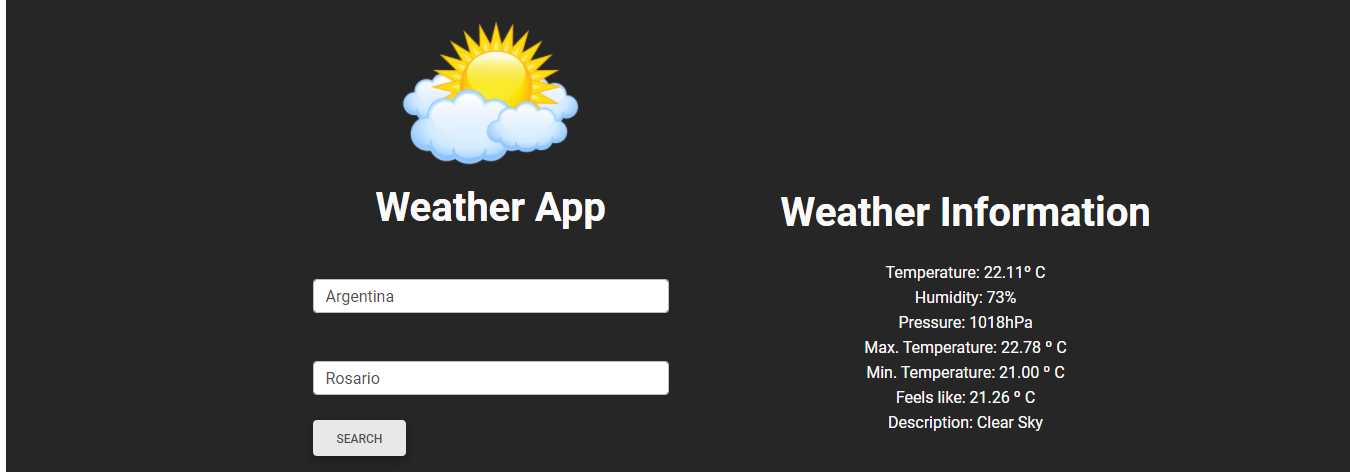 Weather App
Argentina
Rosario
SEARCH
Weather Information
Temperature: 22.11º C
Humidity: 73%
Pressure: 1018hPa
Max. Temperature: 22.78 º C
Min. Temperature: 21.00 º C
Feels like: 21.26 º C
Description: Clear Sky